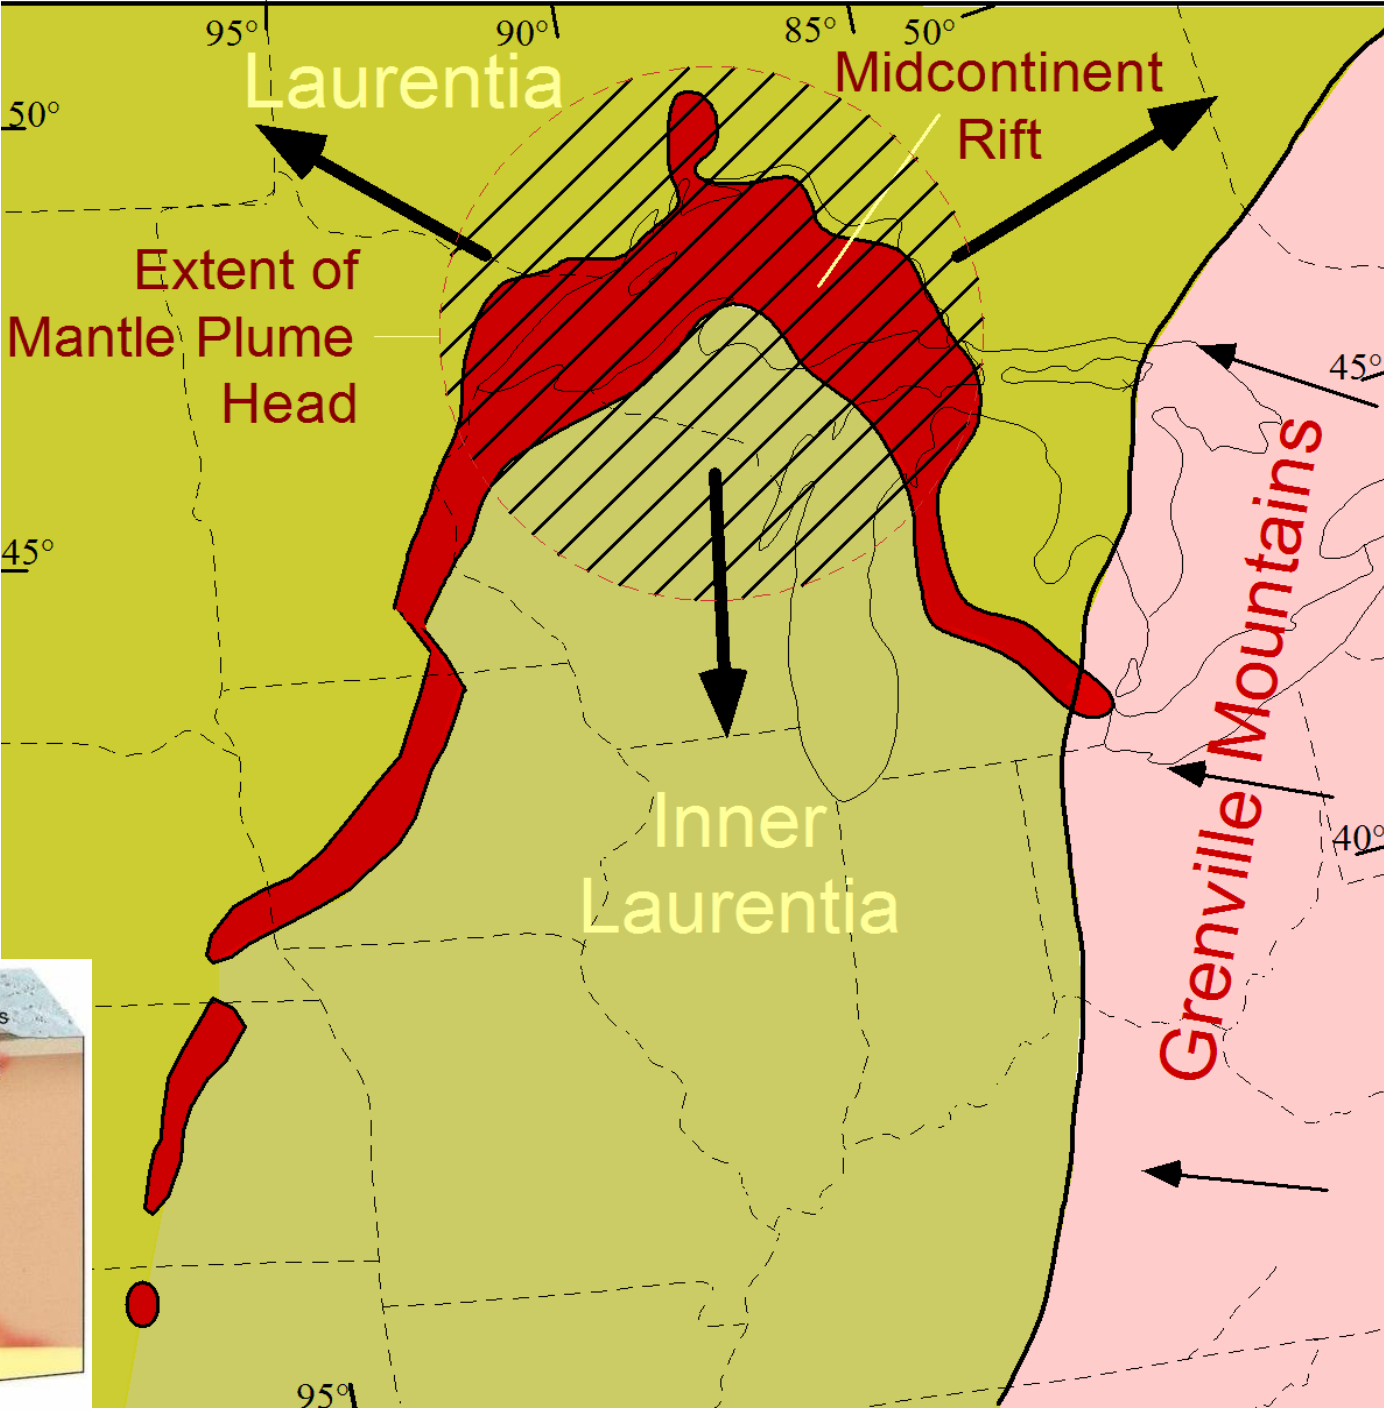 95°
90°
85°
50°
Laurentia
Midcontinent
Rift
50°
Extent of
Mantle Plume
Head
45°
45°
Grenville Mountains
Inner
Laurentia
40°
s
95°